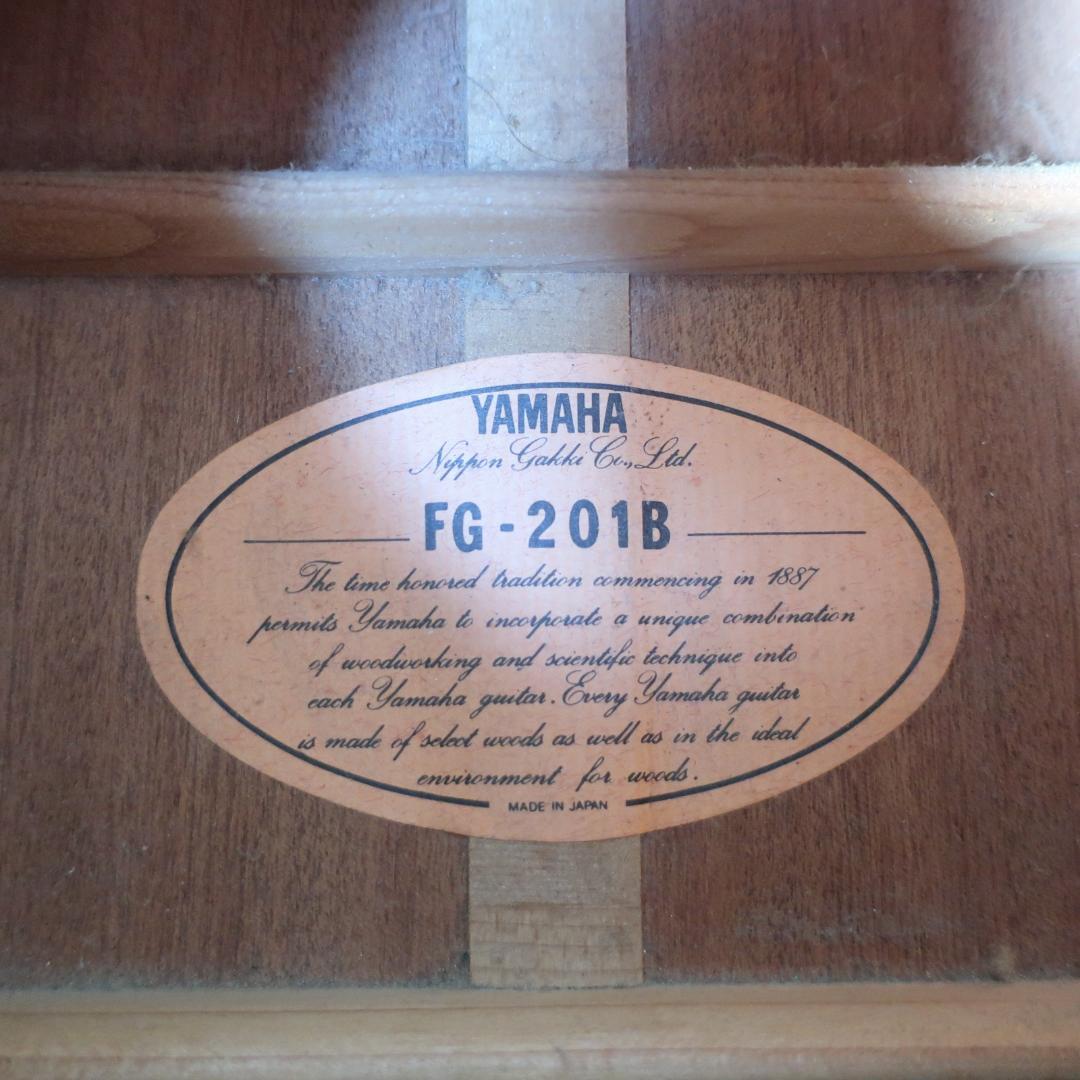 YAMAHA
Nippon Gakki Co., Ltd.
FG-201B
The time honored tradition commencing in 1887
permits Yamaha to incorporate a unique combination
of woodworking and scientific technique into
each Yamaha guitar. Every Yamaha guitar
is made of select woods as well as in the ideal
environment for woods.
MADE IN JAPAN